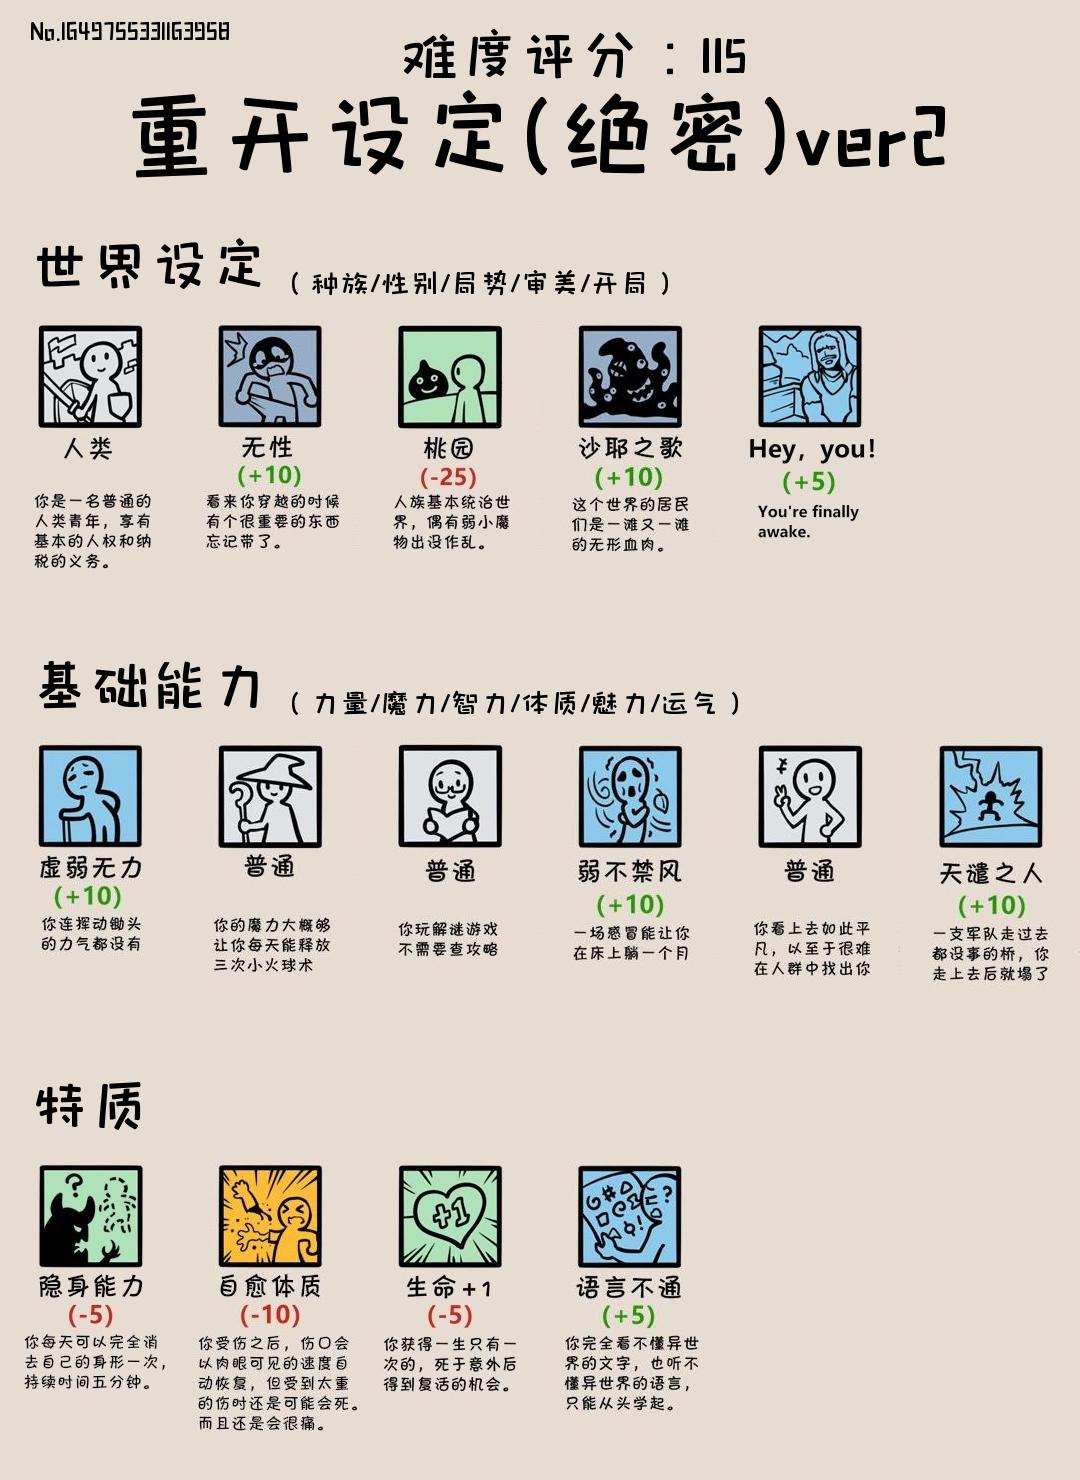 No.1649755331163958
难度评分：115
重开设定(绝密)ver2
世界设定（种族/性别/局势/审美/开局）
人类
你是一名普通的
人类青年，享有
基本的人权和纳
税的义务。
无性
(+10)
看来你穿越的时候
有个很重要的东西
忘记带了。
桃园
(-25)
人族基本统治世
界，偶有弱小魔
物出没作乱。
沙耶之歌
(+10)
这个世界的居民
们是一滩又一滩
的无形血肉。
Hey, you!
(+5)
You're finally
awake.
基础能力（力量/魔力/智力/体质/魅力/运气）
虚弱无力
(+10)
你连挥动锄头
的力气都没有
普通
你的魔力大概够
让你每天能释放
三次小火球术
普通
你玩解谜游戏
不需要查攻略
弱不禁风
(+10)
一场感冒能让你
在床上躺一个月
普通
你看上去如此平
凡，以至于很难
在人群中找出你
天谴之人
(+10)
一支军队走过去
都没事的桥，你
走上去后就塌了
特质
?
隐身能力
(-5)
你每天可以完全消
去自己的身形一次，
持续时间五分钟。
自愈体质
(-10)
你受伤之后，伤口会
以肉眼可见的速度自
动恢复，但受到太重
的伤时还是可能会死。
而且还是会很痛。
+1
生命+1
(-5)
你获得一生只有一
次的，死于意外后
得到复活的机会。
?
语言不通
(+5)
你完全看不懂异世
界的文字，也听不
懂异世界的语言，
只能从头学起。